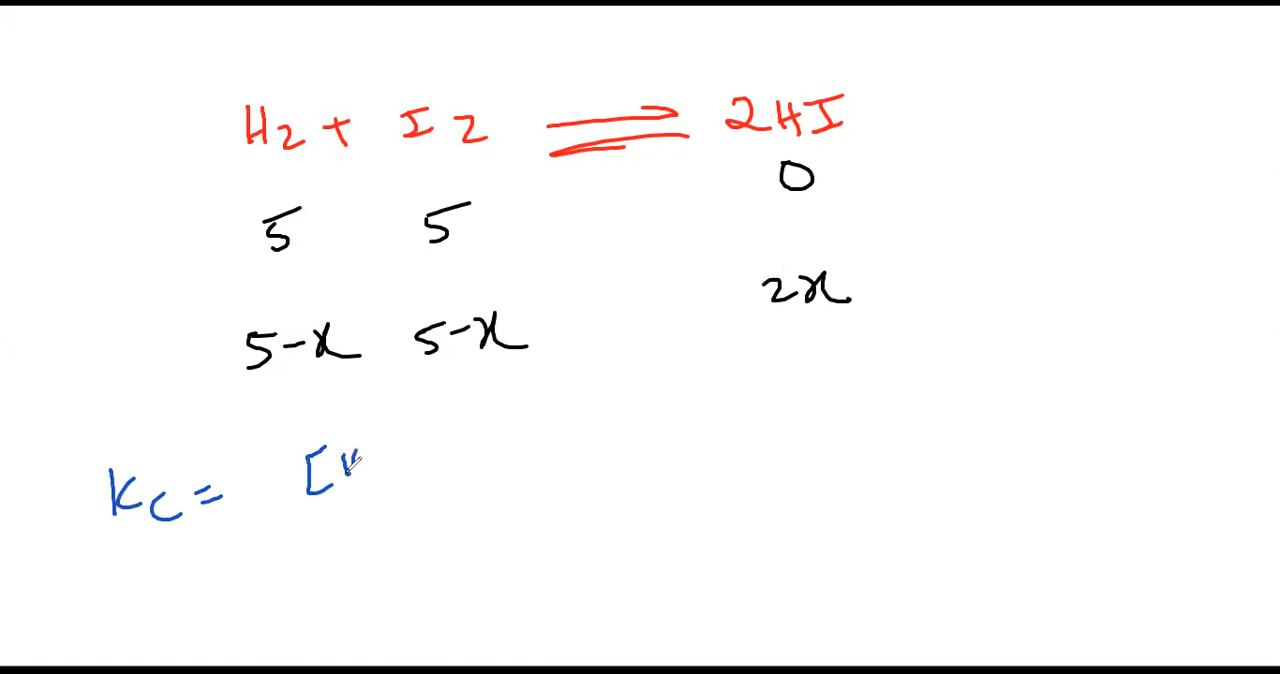 H2 + I2 ⇌ 2HI
5 5 0
5-x 5-x 2x
KC = [